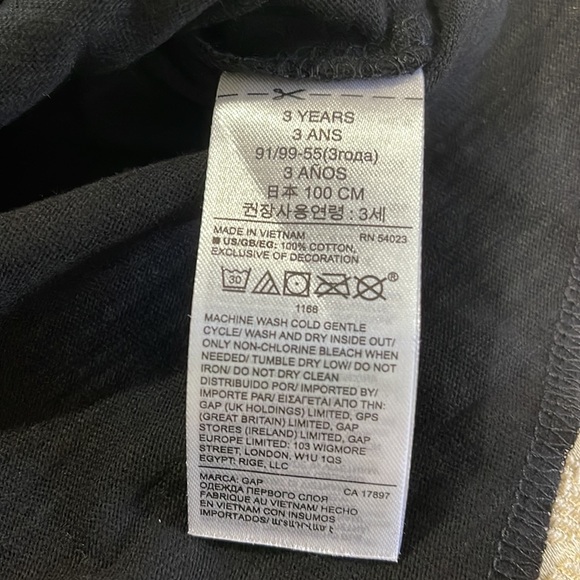 3 YEARS
3 ANS
91/99-55(3года)
3 AÑOS
日本 100 CM
권장사용연령 : 3세
MADE IN VIETNAM RN 54023
US/GB/EG: 100% COTTON,
EXCLUSIVE OF DECORATION
30
®
1168
MACHINE WASH COLD GENTLE
CYCLE/ WASH AND DRY INSIDE OUT/
ONLY NON-CHLORINE BLEACH WHEN
NEEDED/ TUMBLE DRY LOW/ DO NOT
IRON/ DO NOT DRY CLEAN
DISTRIBUIDO POR/ IMPORTED BY/
IMPORTE PAR/ ΕΙΣΑΓΕΤΑΙ ΑΠΟ ΤΗΝ:
GAP (UK HOLDINGS) LIMITED, GPS
(GREAT BRITAIN) LIMITED, GAP
STORES (IRELAND) LIMITED, GAP
EUROPE LIMITED: 103 WIGMORE
STREET, LONDON, W1U 1QS
EGYPT: RIGE, LLC
MARCA: GAP CA 17897
ОДЕЖДА ПЕРВОГО СЛОЯ
FABRIQUE AU VIETNAM/ HECHO
EN VIETNAM CON INSUMOS
IMPORTADOS/ ԱՐՏԱԴՐՎԱԾ Է